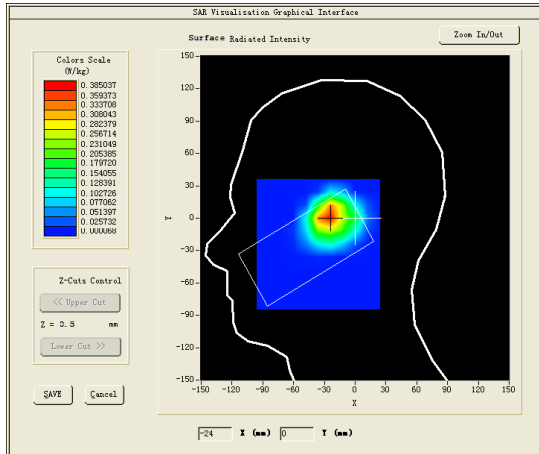 SAR Visualisation Graphical Interface
Surface Radiated Intensity
Zoom In/Out
Colors Scale
(W/kg)
0.385037
0.359373
0.333708
0.308043
0.282379
0.256714
0.231049
0.205385
0.179720
0.154055
0.128391
0.102726
0.077062
0.051397
0.025732
0.000068
Z-Cuts Control
<< Upper Cut
Z = 0.5 mm
Lower Cut >>
SAVE
Cancel
150
120
90
60
30
0
-30
-60
-90
-120
-150
Y
-150 -120 -90 -60 -30 0 30 60 90 120 150
X
-24 X (mm) 0 Y (mm)